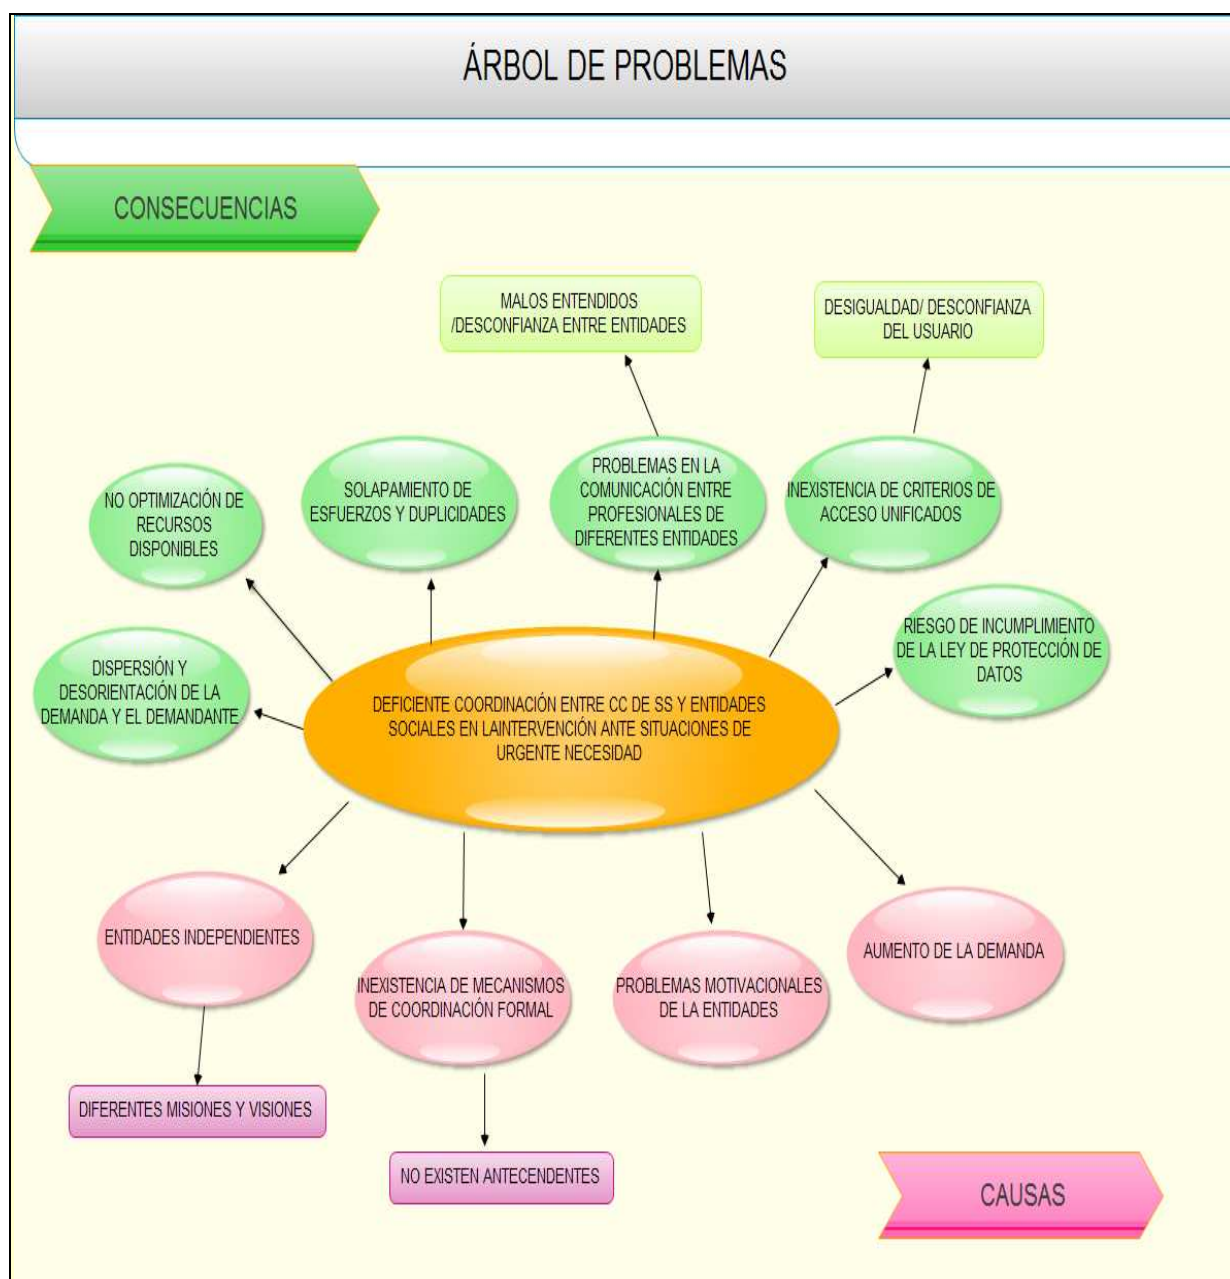 ÁRBOL DE PROBLEMAS
CONSECUENCIAS
MALOS ENTENDIDOS
/DESCONFIANZA ENTRE ENTIDADES
DESIGUALDAD/ DESCONFIANZA
DEL USUARIO
NO OPTIMIZACIÓN DE
RECURSOS
DISPONIBLES
SOLAPAMIENTO DE
ESFUERZOS Y DUPLICIDADES
PROBLEMAS EN LA
COMUNICACIÓN ENTRE
PROFESIONALES DE
DIFERENTES ENTIDADES
INEXISTENCIA DE CRITERIOS DE
ACCESO UNIFICADOS
DISPERSIÓN Y
DESORIENTACIÓN DE LA
DEMANDA Y EL DEMANDANTE
RIESGO DE INCUMPLIMIENTO
DE LA LEY DE PROTECCIÓN DE
DATOS
DEFICIENTE COORDINACIÓN ENTRE CC DE SS Y ENTIDADES
SOCIALES EN LAINTERVENCIÓN ANTE SITUACIONES DE
URGENTE NECESIDAD
ENTIDADES INDEPENDIENTES
INEXISTENCIA DE MECANISMOS
DE COORDINACIÓN FORMAL
PROBLEMAS MOTIVACIONALES
DE LA ENTIDADES
AUMENTO DE LA DEMANDA
DIFERENTES MISIONES Y VISIONES
NO EXISTEN ANTECENDENTES
CAUSAS